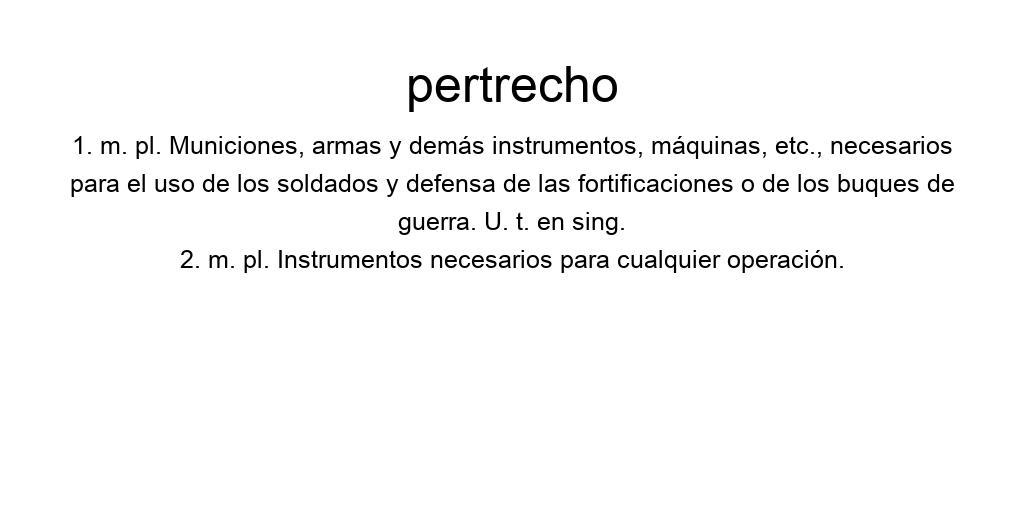 pertrecho
1. m. pl. Municiones, armas y demás instrumentos, máquinas, etc., necesarios
para el uso de los soldados y defensa de las fortificaciones o de los buques de
guerra. U. t. en sing.
2. m. pl. Instrumentos necesarios para cualquier operación.